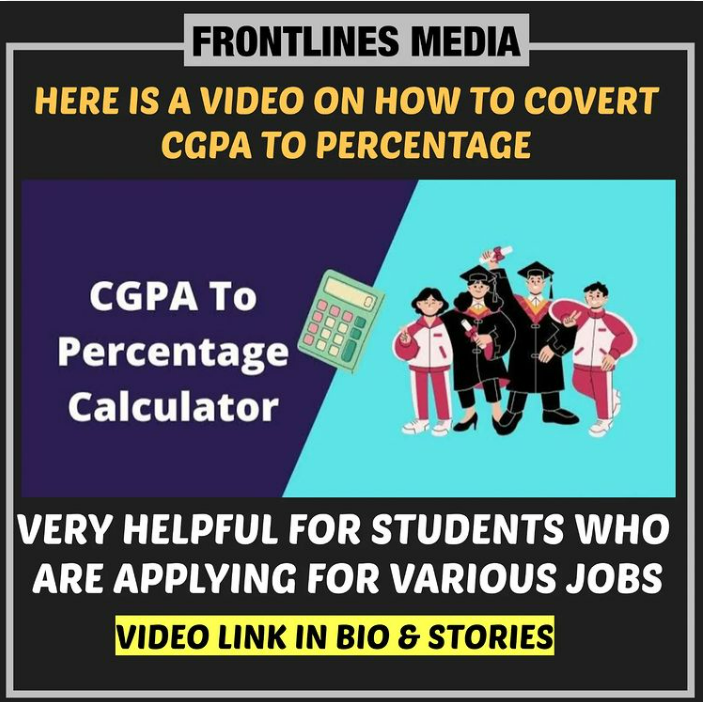 FRONTLINES MEDIA
HERE IS A VIDEO ON HOW TO COVERT
CGPA TO PERCENTAGE
CGPA To
Percentage
Calculator
VERY HELPFUL FOR STUDENTS WHO
ARE APPLYING FOR VARIOUS JOBS
VIDEO LINK IN BIO & STORIES